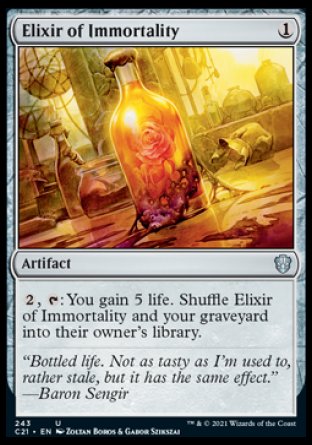 Elixir of Immortality 1
Artifact
2, : You gain 5 life. Shuffle Elixir
of Immortality and your graveyard
into their owner's library.
"Bottled life. Not as tasty as I'm used to,
rather stale, but it has the same effect."
—Baron Sengir
243 U
C21 • EN ZOLTAN BOROS & GABOR SZIKSZAI
™ & © 2021 Wizards of the Coast